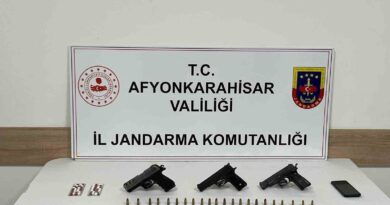 T.C.
AFYONKARAHİSAR
VALİLİĞİ
İL JANDARMA KOMUTANLIĞI